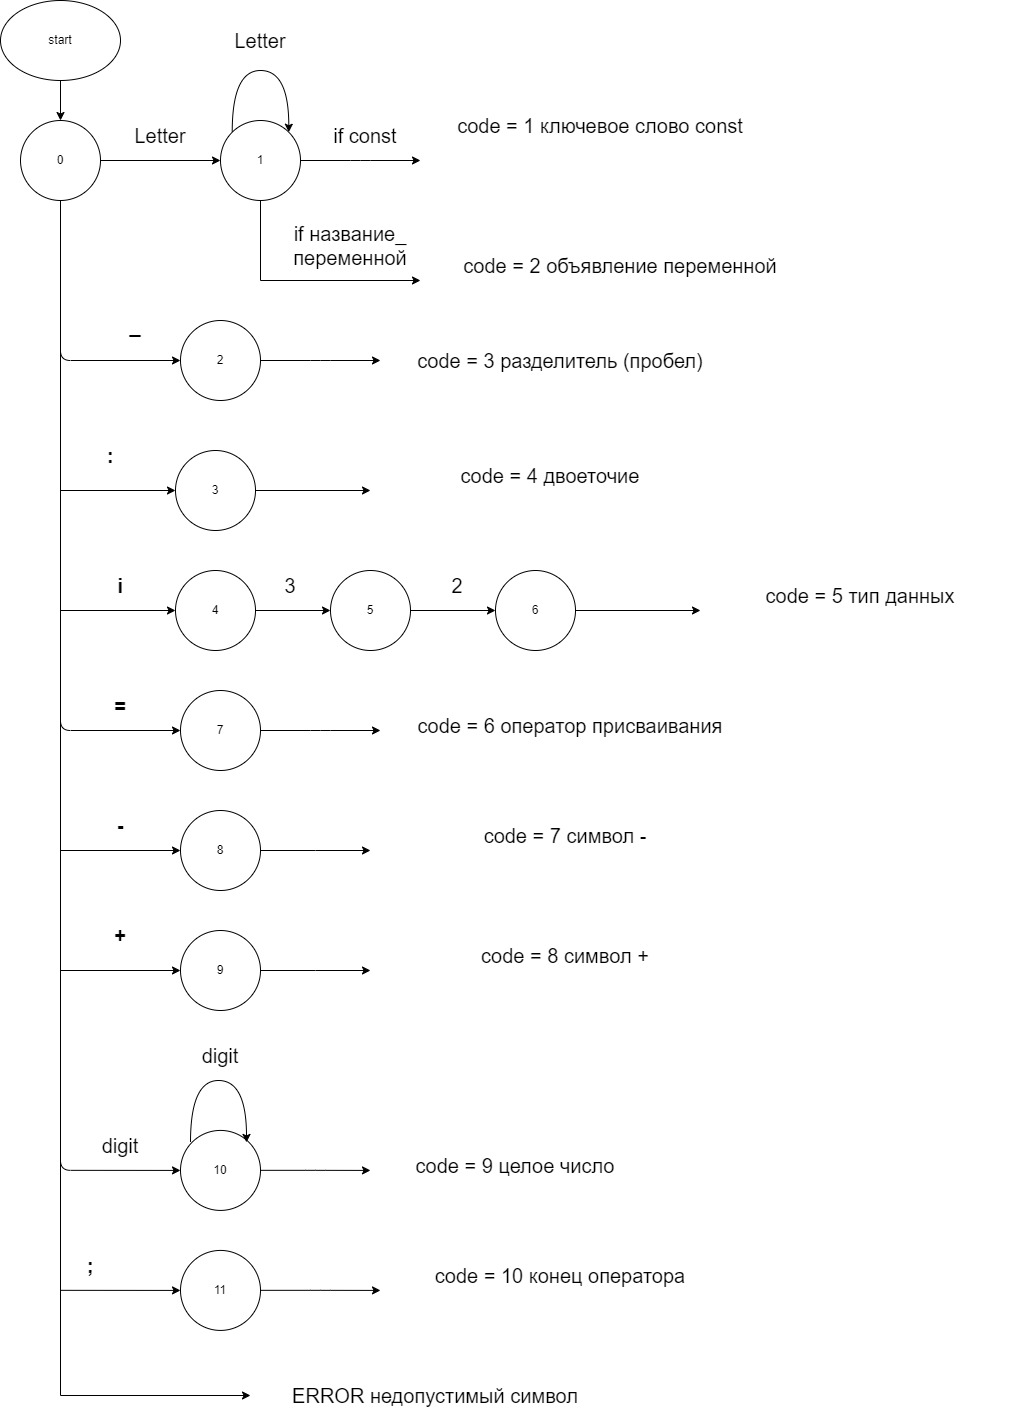 start
Letter
0
Letter
1
if const
code = 1 ключевое слово const
if название_
переменной
code = 2 объявление переменной
_
2
code = 3 разделитель (пробел)
:
3
code = 4 двоеточие
i
4
3
5
2
6
code = 5 тип данных
=
7
code = 6 оператор присваивания
-
8
code = 7 символ -
+
9
code = 8 символ +
digit
digit
10
code = 9 целое число
;
11
code = 10 конец оператора
ERROR недопустимый символ